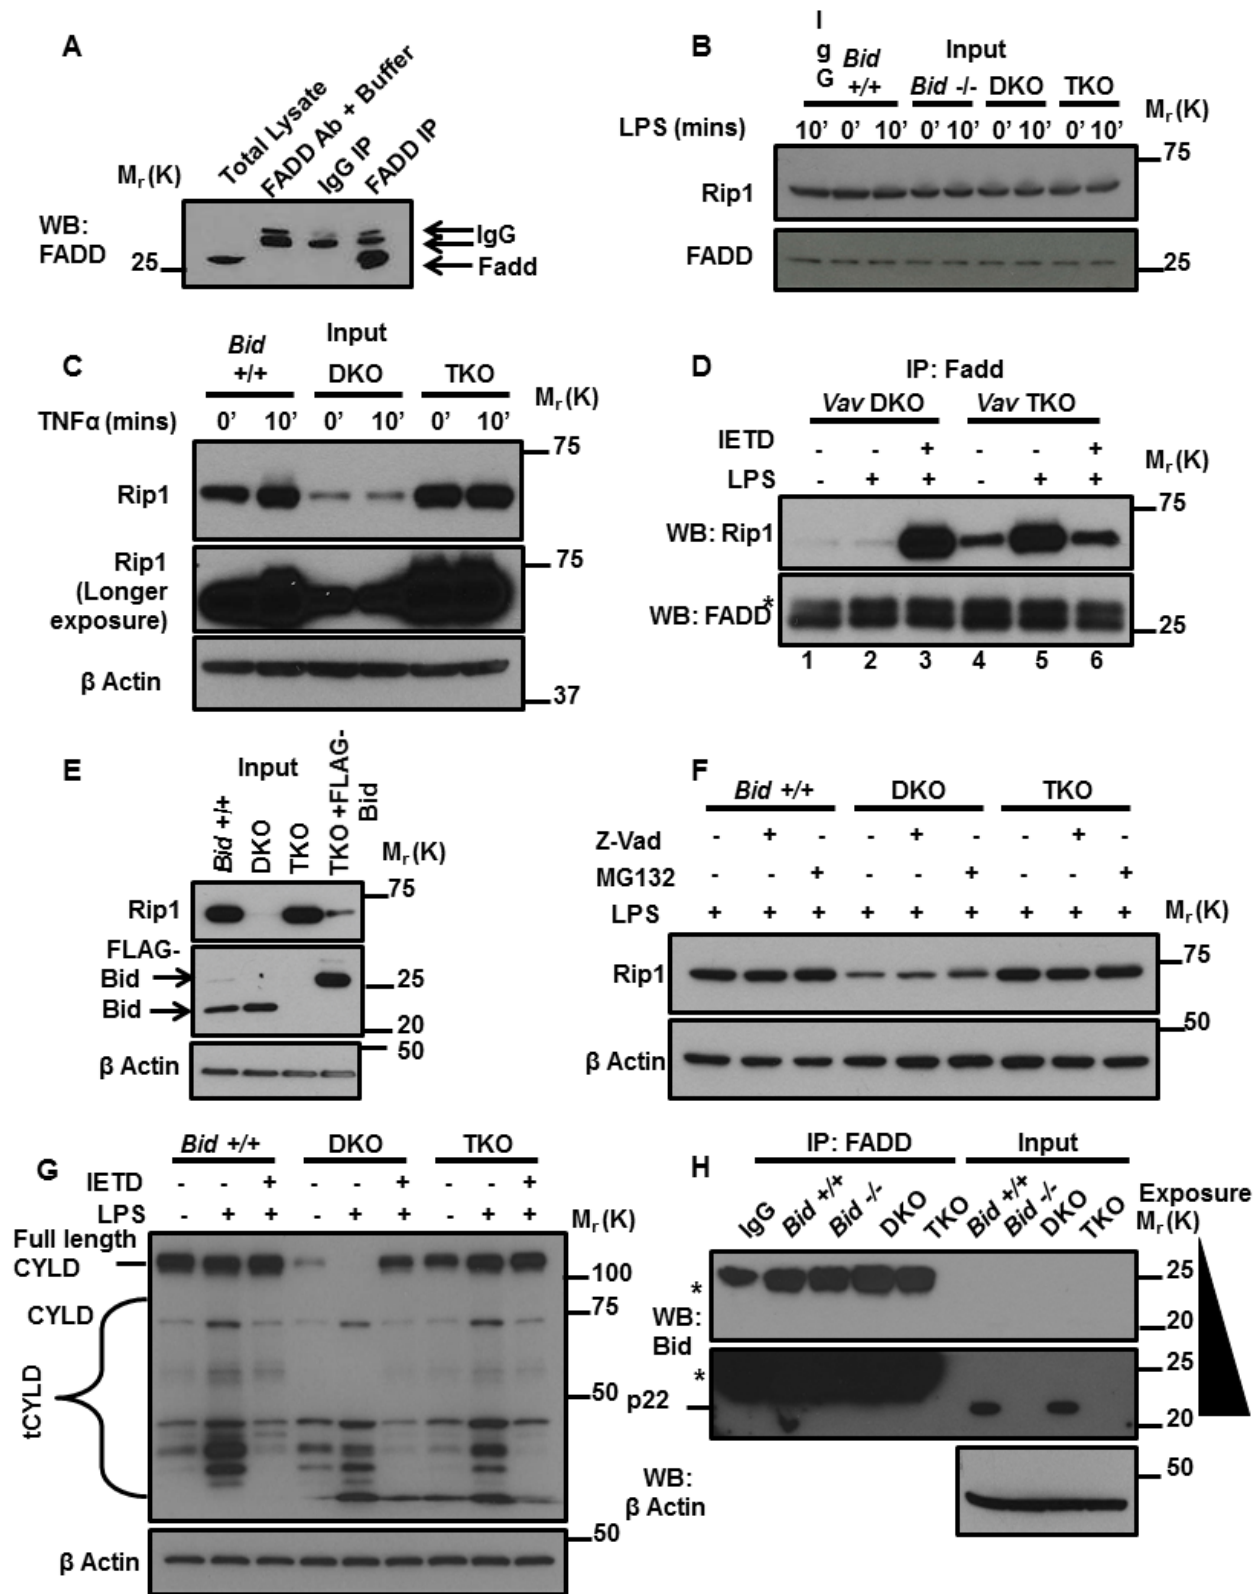 A
Total Lysate
FADD Ab + Buffer
IgG IP
FADD IP
Mr(K)
WB:
FADD
25
IgG
Fadd
B
I
g
G
Bid
+/+
Input
Bid -/-
DKO
TKO
Mr(K)
LPS (mins)
10' 0' 10' 0' 10' 0' 10' 0' 10'
75
Rip1
FADD
25
C
Bid
+/+
Input
DKO
TKO
Mr(K)
TNFα (mins)
0' 10' 0' 10' 0' 10'
75
Rip1
Rip1
(Longer
exposure)
75
β Actin
37
D
IP: Fadd
Vav DKO
Vav TKO
IETD - - + - - +
LPS - + + - + +
Mr(K)
75
WB: Rip1
WB: FADD
*
25
1 2 3 4 5 6
E
Input
Bid +/+
DKO
TKO
TKO +FLAG-
Bid
Mr(K)
75
Rip1
FLAG-
Bid
Bid
25
20
50
β Actin
F
Bid +/+
DKO
TKO
Z-Vad - + - - + - - + -
MG132 - - + - - + - - +
LPS + + + + + + + + +
Mr(K)
75
Rip1
50
β Actin
G
Bid +/+
DKO
TKO
IETD - - + - - + - - +
LPS - + + - + + - + +
Mr(K)
Full length
CYLD
100
75
CYLD
tCYLD
50
50
β Actin
H
IP: FADD
Input
IgG
Bid +/+
Bid -/-
DKO
TKO
Bid +/+
Bid -/-
DKO
TKO
Exposure
Mr(K)
25
*
WB:
Bid
20
*
25
p22
20
WB:
β Actin
50